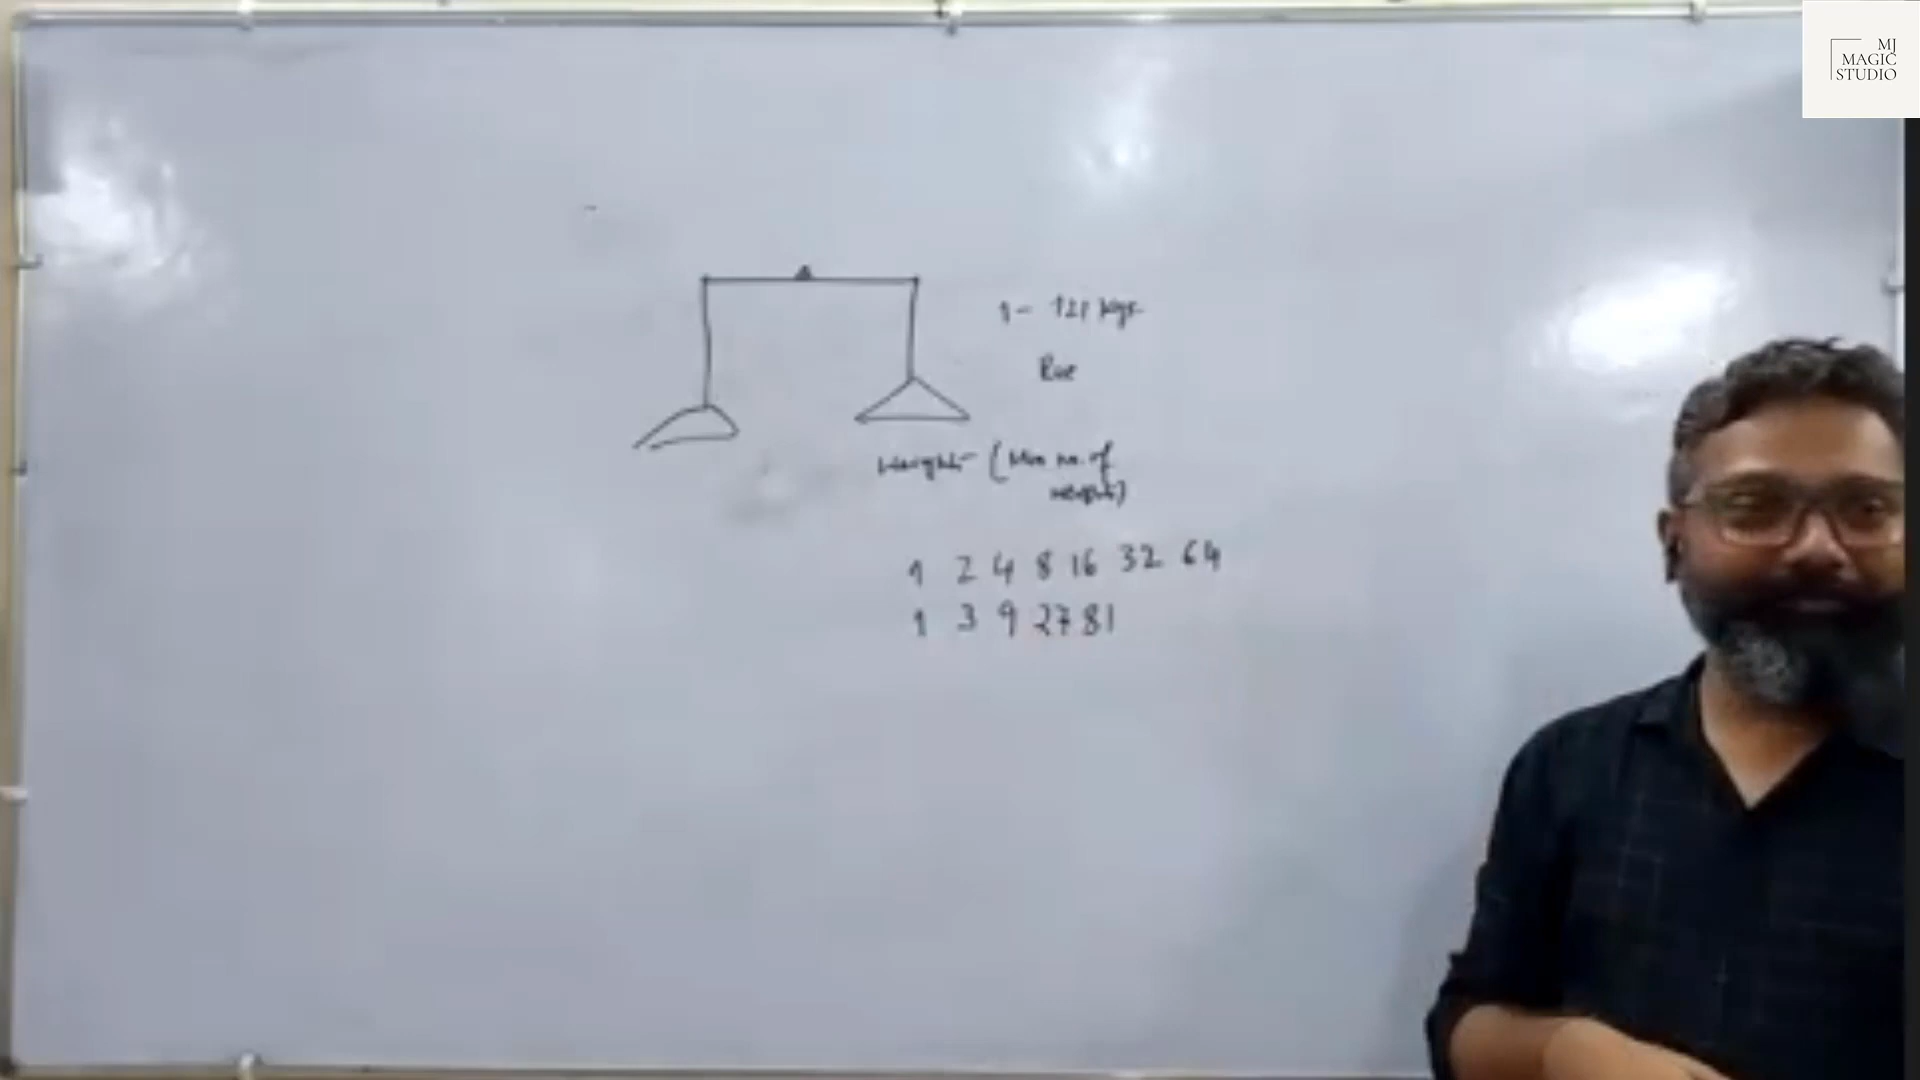 MJ
MAGIC
STUDIO
1 - 121 kgs
Rice
Weights (Min no. of
weights)
1 2 4 8 16 32 64
1 3 9 27 81